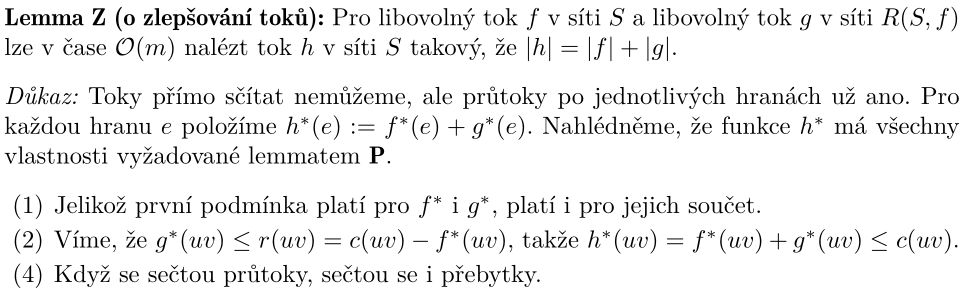 Lemma Z (o zlepšování toků): Pro libovolný tok f v síti S a libovolný tok g v síti R(S, f)
lze v čase O(m) nalézt tok h v síti S takový, že |h| = |f| + |g|.
Důkaz: Toky přímo sčítat nemůžeme, ale průtoky po jednotlivých hranách už ano. Pro
každou hranu e položíme h*(e) := f*(e) + g*(e). Nahlédněme, že funkce h* má všechny
vlastnosti vyžadované lemmatem P.
(1) Jelikož první podmínka platí pro f* i g*, platí i pro jejich součet.
(2) Víme, že g*(uv) ≤ r(uv) = c(uv) − f*(uv), takže h*(uv) = f*(uv) + g*(uv) ≤ c(uv).
(4) Když se sečtou průtoky, sečtou se i přebytky.